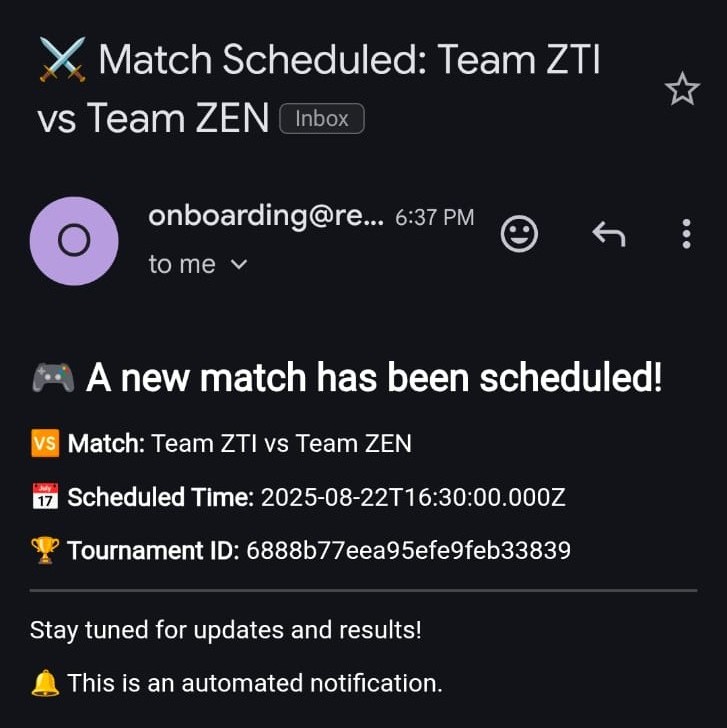 ⚔️ Match Scheduled: Team ZTI
vs Team ZEN Inbox
O
onboarding@re... 6:37 PM
to me
🎮 A new match has been scheduled!
🆚 Match: Team ZTI vs Team ZEN
📅 Scheduled Time: 2025-08-22T16:30:00.000Z
🏆 Tournament ID: 6888b77eea95efe9feb33839
Stay tuned for updates and results!
🔔 This is an automated notification.